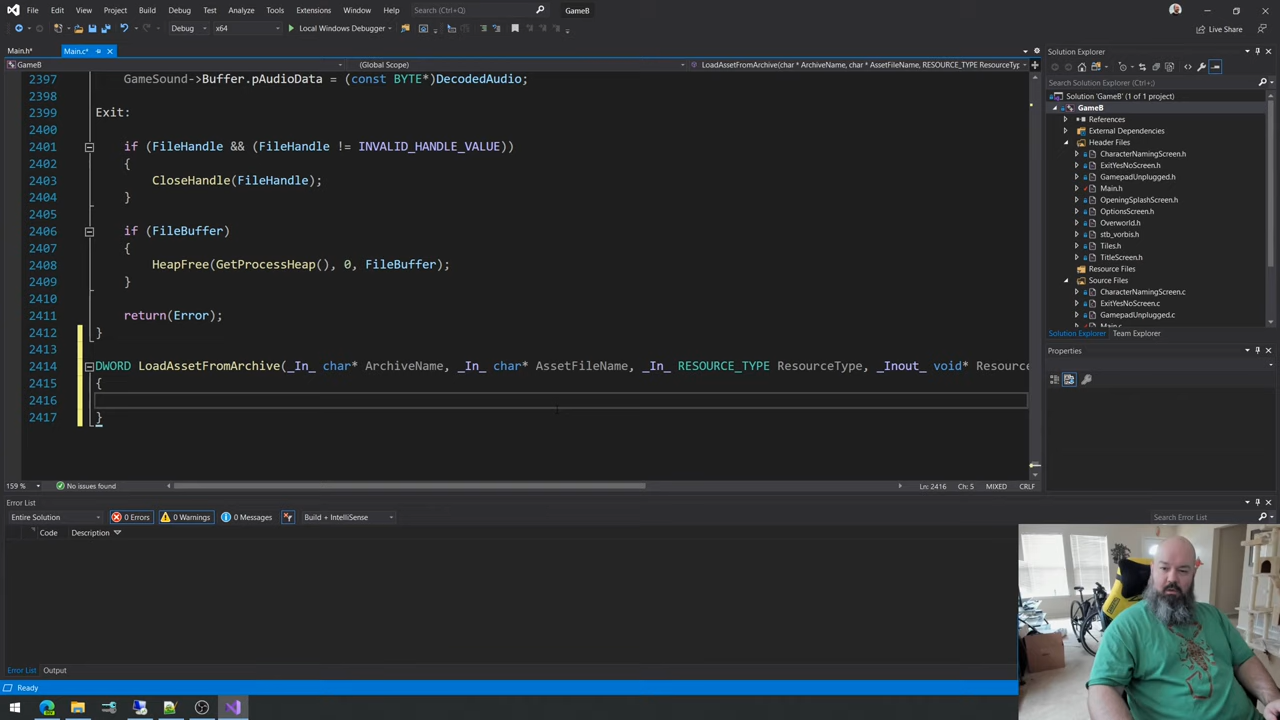 File Edit View Git Project Build Debug Test Analyze Tools Extensions Window Help Search (Ctrl+Q) GameB
Debug x64 Local Windows Debugger Live Share
Main.h* Main.c*
GameB (Global Scope) LoadAssetFromArchive(char * ArchiveName, char * AssetFileName, RESOURCE_TYPE ResourceTyp
2397 GameSound->Buffer.pAudioData = (const BYTE*)DecodedAudio;
2398
2399 Exit:
2400
2401 if (FileHandle && (FileHandle != INVALID_HANDLE_VALUE))
2402 {
2403 CloseHandle(FileHandle);
2404 }
2405
2406 if (FileBuffer)
2407 {
2408 HeapFree(GetProcessHeap(), 0, FileBuffer);
2409 }
2410
2411 return(Error);
2412 }
2413
2414 DWORD LoadAssetFromArchive(_In_ char* ArchiveName, _In_ char* AssetFileName, _In_ RESOURCE_TYPE ResourceType, _Inout_ void* Resource
2415 {
2416
2417 }
159 % No issues found Ln: 2416 Ch: 5 MIXED CRLF
Error List
Entire Solution 0 Errors 0 Warnings 0 Messages Build + IntelliSense Search Error List
Code Description
Error List Output
Ready
Solution Explorer
Search Solution Explorer (Ctrl+;)
Solution 'GameB' (1 of 1 project)
GameB
References
External Dependencies
Header Files
CharacterNamingScreen.h
ExitYesNoScreen.h
GamepadUnplugged.h
Main.h
OpeningSplashScreen.h
OptionsScreen.h
Overworld.h
stb_vorbis.h
Tiles.h
TitleScreen.h
Resource Files
Source Files
CharacterNamingScreen.c
ExitYesNoScreen.c
GamepadUnplugged.c
Main.c
Solution Explorer Team Explorer
Properties